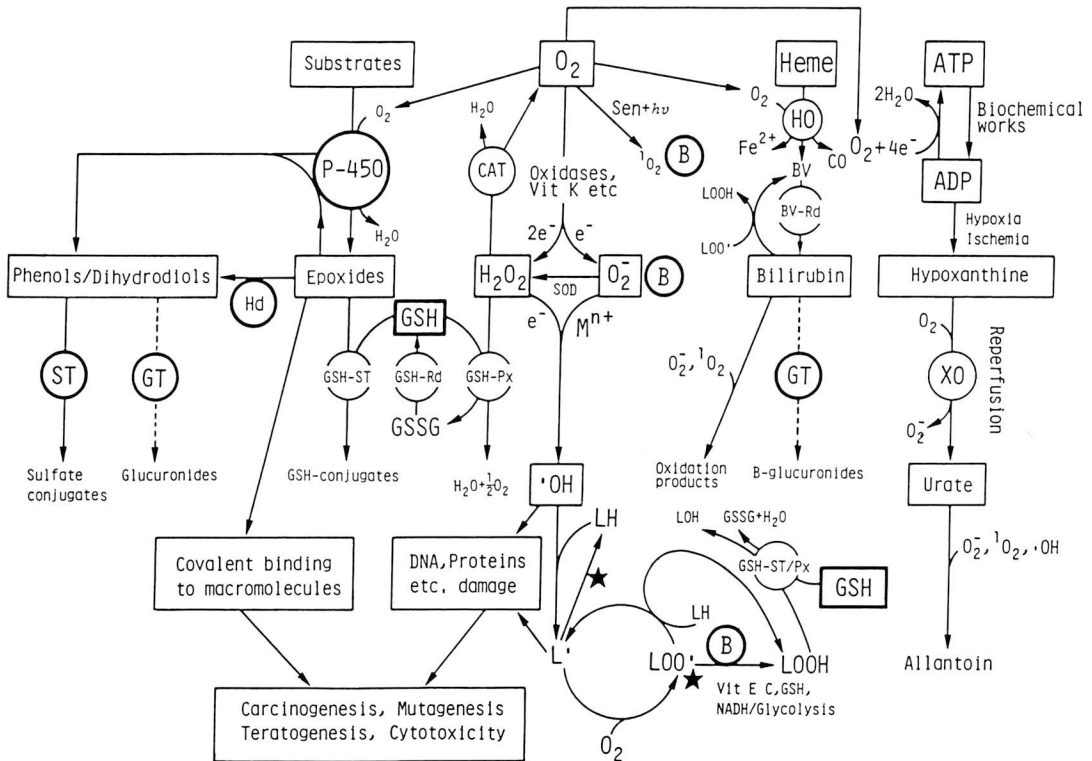 Substrates
O₂
Heme
ATP
O₂
H₂O
Sen+hν
O₂
HO
2H₂O
Biochemical
works
P-450
CAT
¹O₂
B
Fe²⁺
CO
O₂+4e⁻
Oxidases,
Vit K etc
BV
ADP
H₂O
LOOH
BV-Rd
Hypoxia
Ischemia
2e⁻
e⁻
LOO·
Phenols/Dihydrodiols
Epoxides
H₂O₂
O₂⁻
B
Bilirubin
Hypoxanthine
Hd
SOD
GSH
e⁻
Mⁿ⁺
O₂
ST
GT
GSH-ST
GSH-Rd
GSH-Px
O₂⁻,¹O₂
GT
XO
Reperfusion
GSSG
O₂⁻
Sulfate
conjugates
Glucuronides
GSH-conjugates
H₂O+½O₂
·OH
Oxidation
products
B-glucuronides
Urate
LH
LOH
GSSG+H₂O
Covalent binding
to macromolecules
DNA,Proteins
etc. damage
★
GSH-ST/Px
GSH
O₂⁻,¹O₂,·OH
LH
L·
LOO·
★
B
LOOH
Allantoin
Vit E C,GSH,
NADH/Glycolysis
Carcinogenesis, Mutagenesis
Teratogenesis, Cytotoxicity
O₂